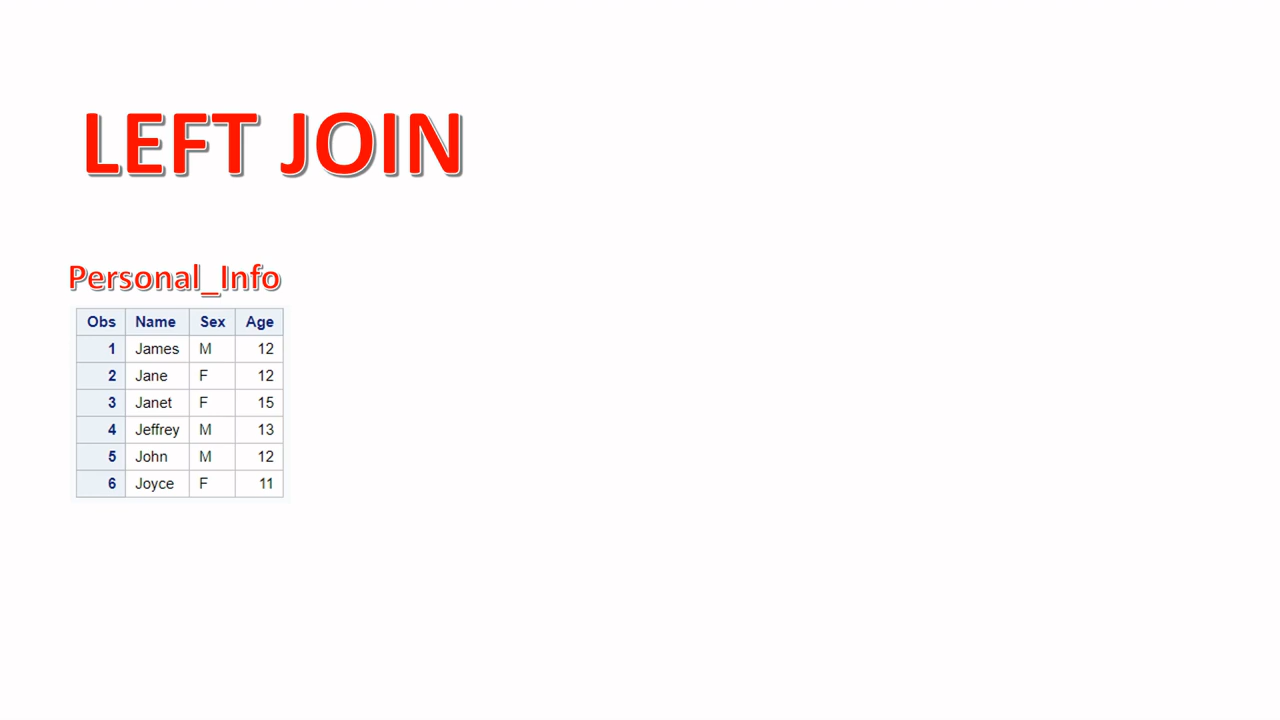 LEFT JOIN
Personal_Info
Obs Name Sex Age
1 James M 12
2 Jane F 12
3 Janet F 15
4 Jeffrey M 13
5 John M 12
6 Joyce F 11